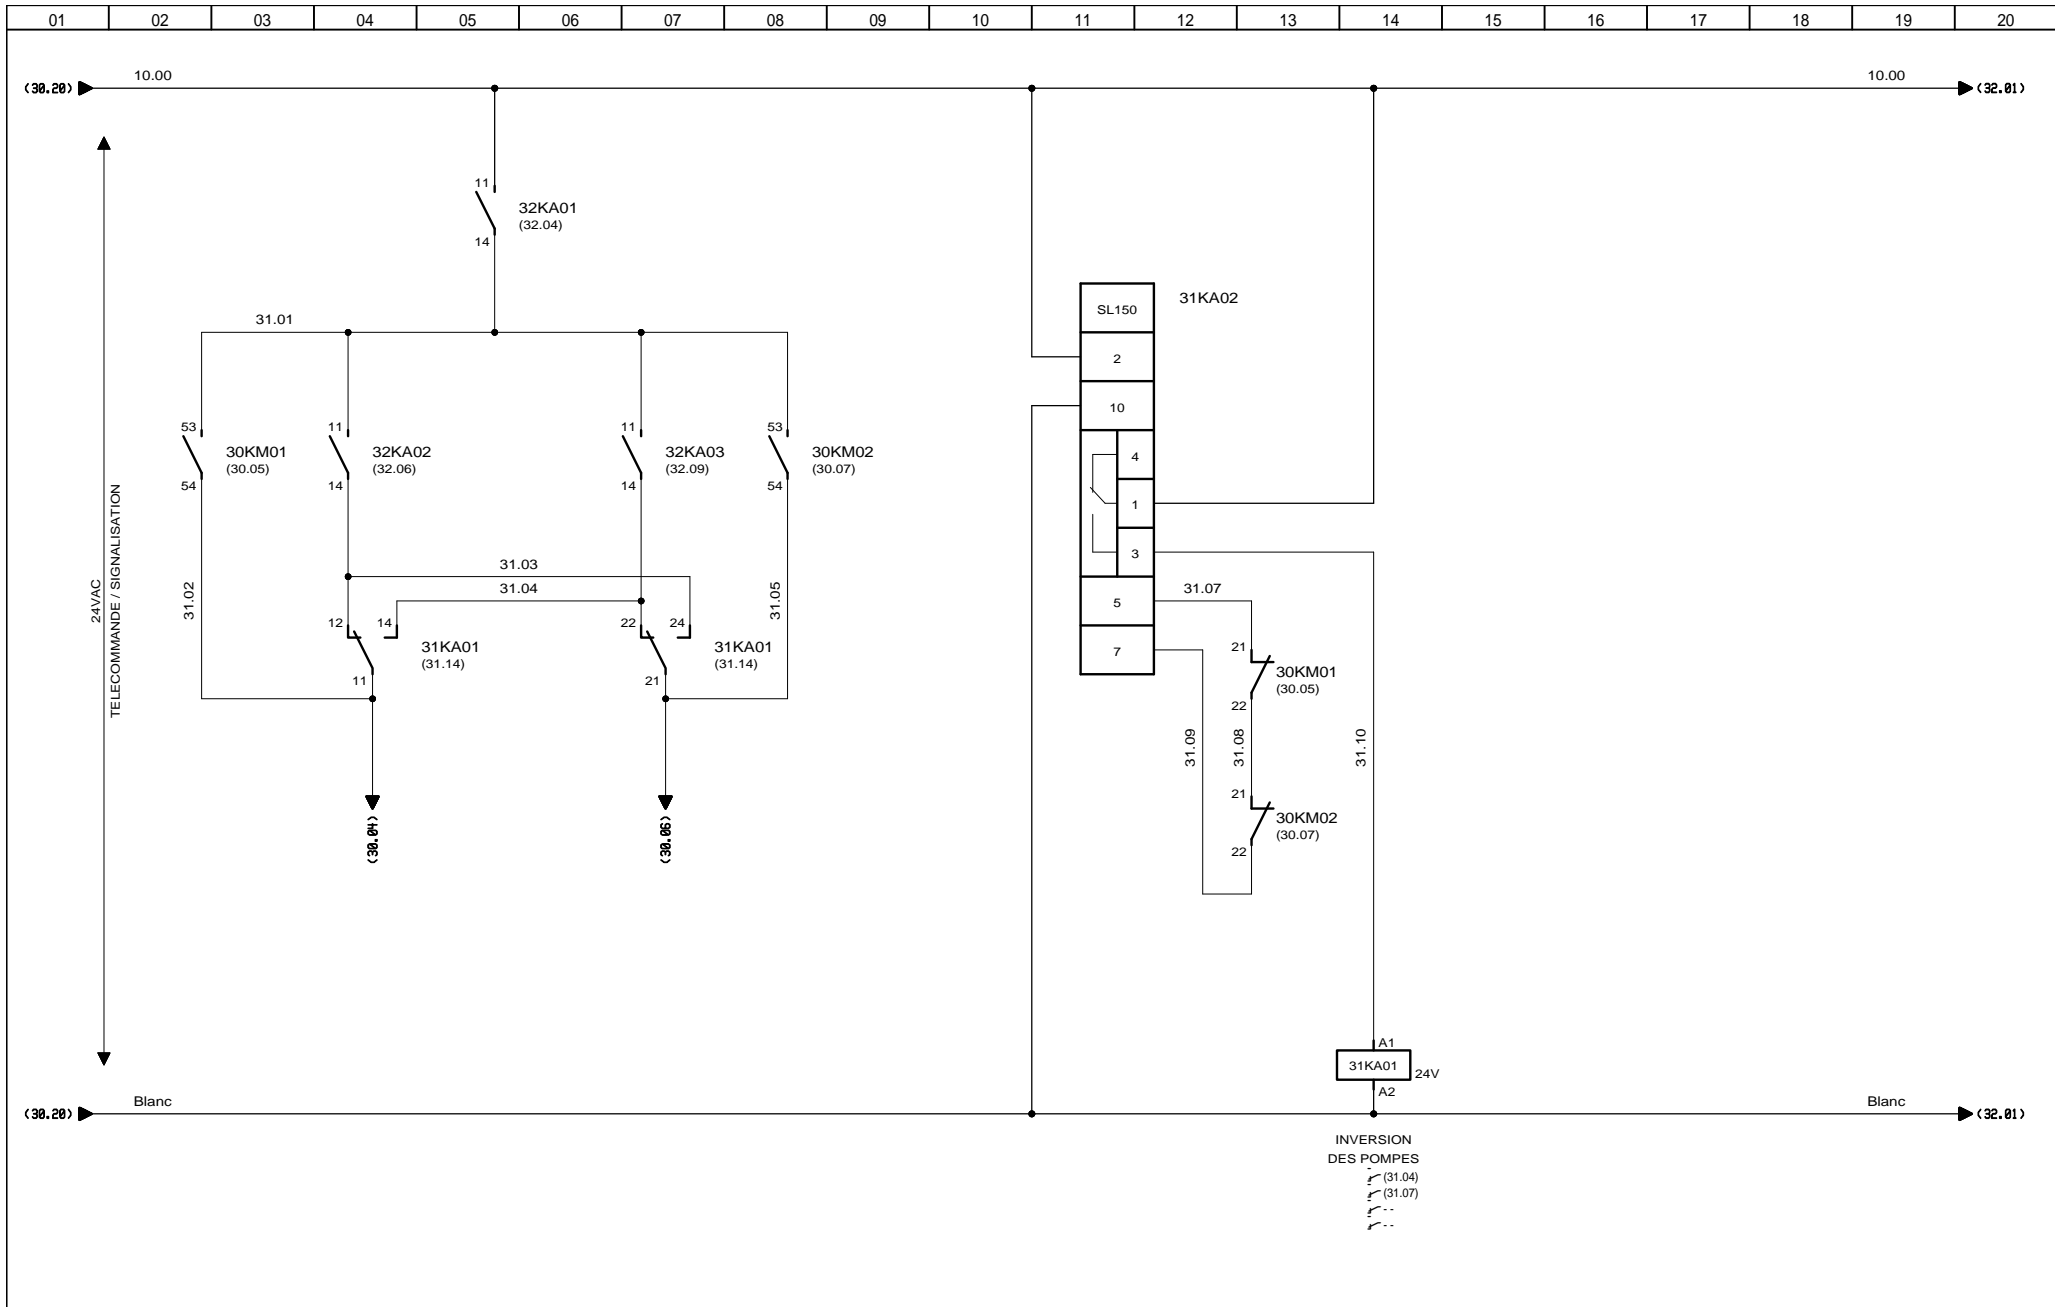 01 02 03 04 05 06 07 08 09 10 11 12 13 14 15 16 17 18 19 20
10.00 10.00
(30.20) (32.01)
11
32KA01
(32.04)
14
SL150 31KA02
31.01
2
10
53 11 11 53
30KM01 32KA02 32KA03 30KM02
(30.05) (32.06) (32.09) (30.07)
54 14 14 54
4
1
3
24VAC
TELECOMMANDE / SIGNALISATION
31.02
31.03
31.04
31.05
12 14 22 24
31KA01 31KA01
(31.14) (31.14)
11 21
5
31.07
7
21
30KM01
(30.05)
22
31.09
31.08
31.10
21
30KM02
(30.07)
22
(30.04)
(30.06)
A1
31KA01
24V
A2
Blanc Blanc
(30.20) (32.01)
INVERSION
DES POMPES
(31.04)
(31.07)
- -
- -